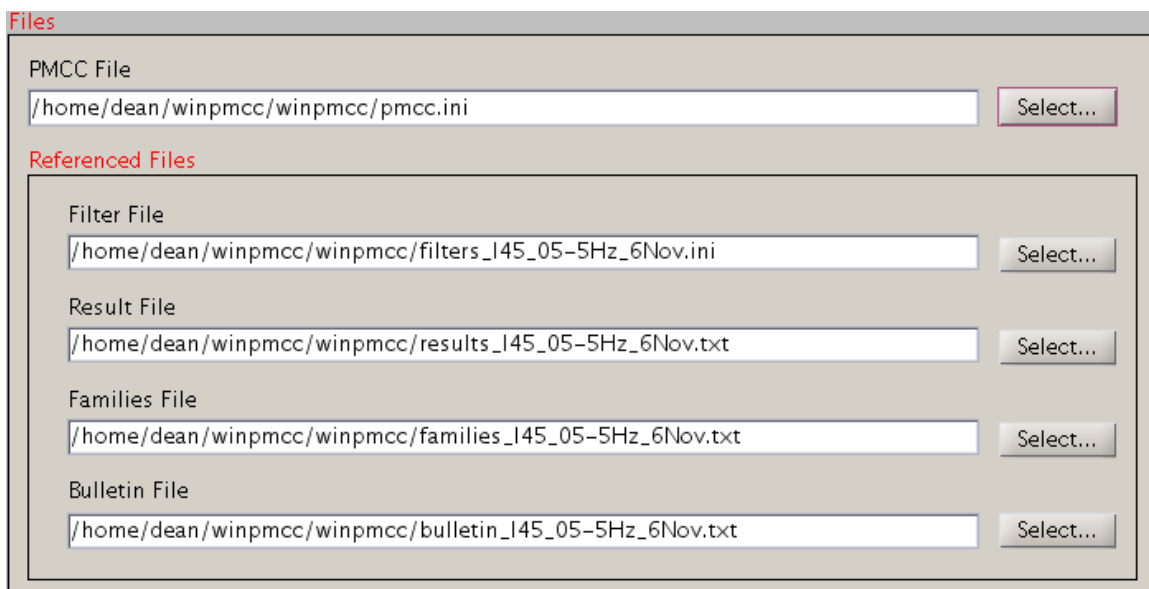 Files
PMCC File
/home/dean/winpmcc/winpmcc/pmcc.ini Select...
Referenced Files
Filter File
/home/dean/winpmcc/winpmcc/filters_I45_05-5Hz_6Nov.ini Select...
Result File
/home/dean/winpmcc/winpmcc/results_I45_05-5Hz_6Nov.txt Select...
Families File
/home/dean/winpmcc/winpmcc/families_I45_05-5Hz_6Nov.txt Select...
Bulletin File
/home/dean/winpmcc/winpmcc/bulletin_I45_05-5Hz_6Nov.txt Select...